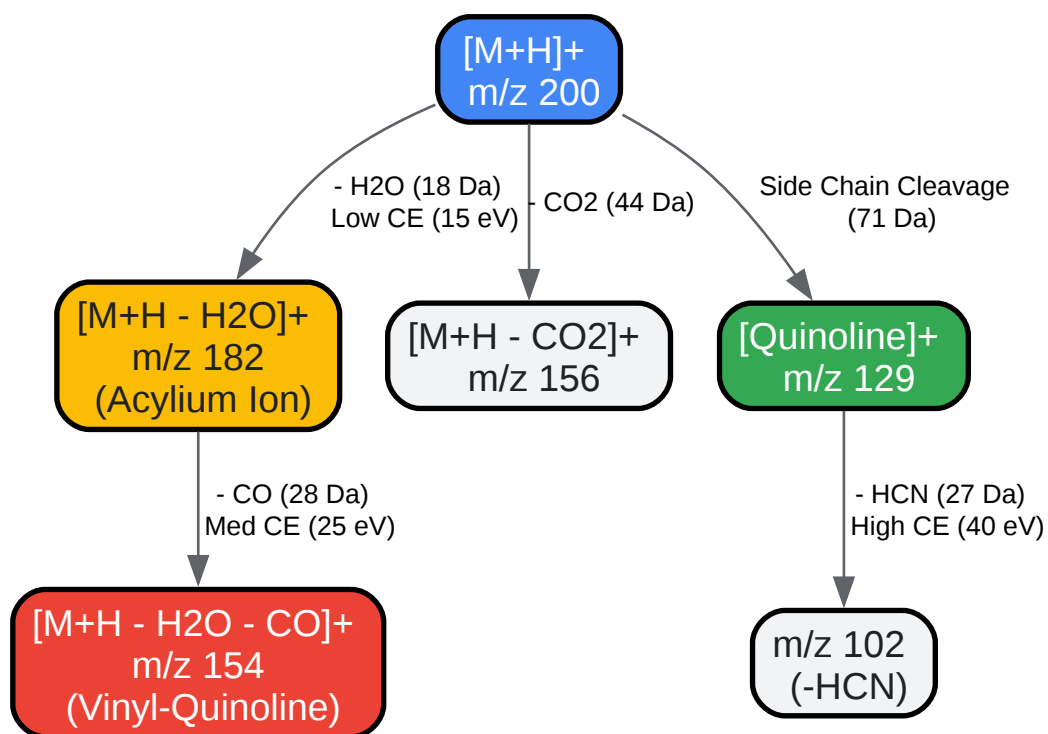 [M+H]+
m/z 200
- H2O (18 Da)
Low CE (15 eV)
- CO2 (44 Da)
Side Chain Cleavage
(71 Da)
[M+H - H2O]+
m/z 182
(Acylium Ion)
[M+H - CO2]+
m/z 156
[Quinoline]+
m/z 129
- CO (28 Da)
Med CE (25 eV)
- HCN (27 Da)
High CE (40 eV)
[M+H - H2O - CO]+
m/z 154
(Vinyl-Quinoline)
m/z 102
(-HCN)